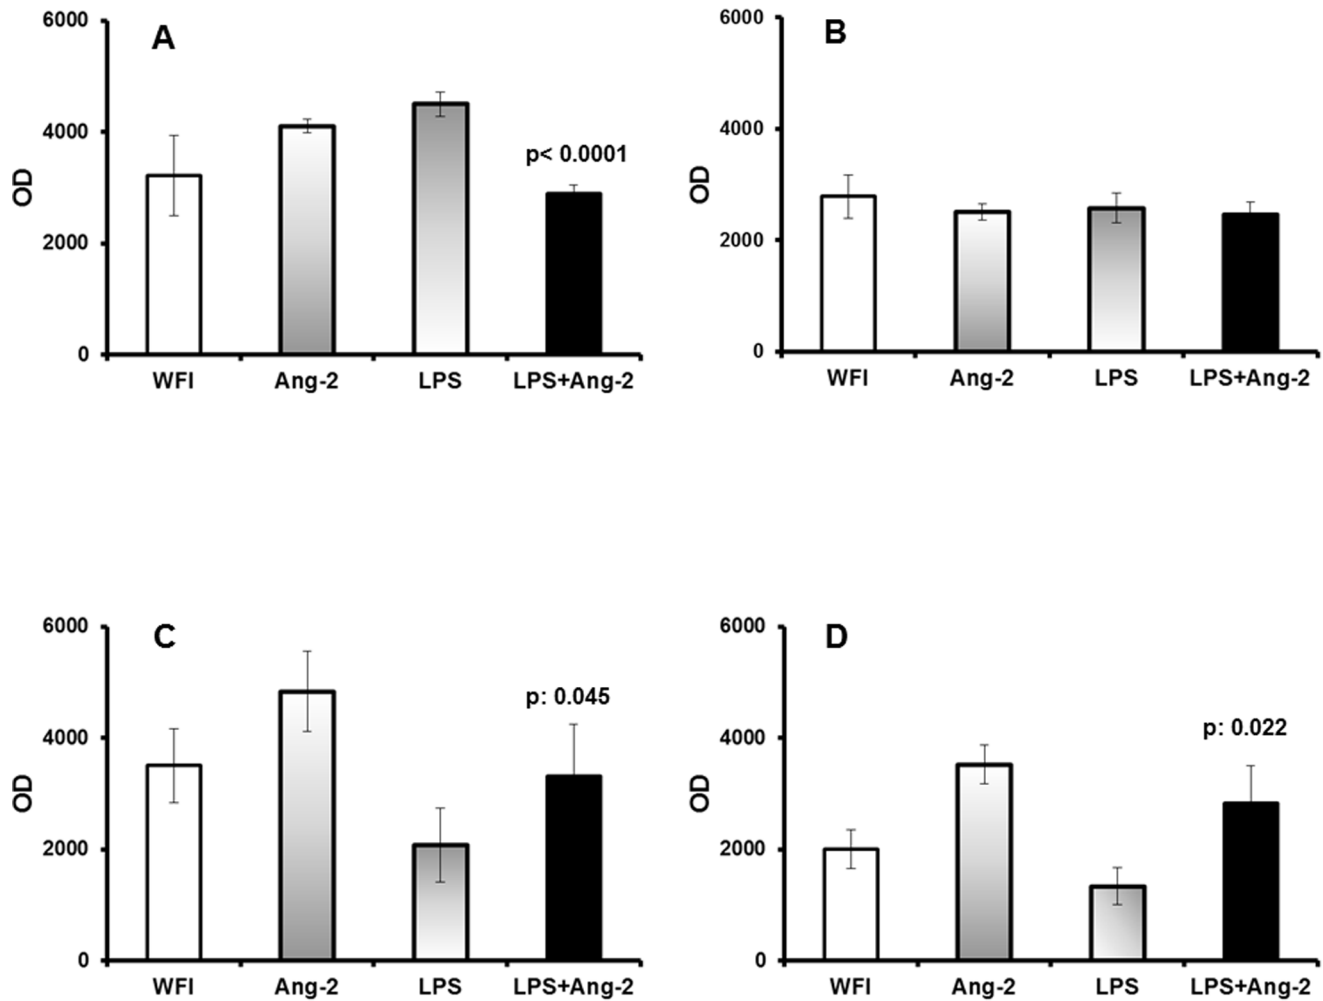 A
6000
4000
2000
0
OD
p< 0.0001
WFI Ang-2 LPS LPS+Ang-2
B
6000
4000
2000
0
OD
WFI Ang-2 LPS LPS+Ang-2
C
6000
4000
2000
0
OD
p: 0.045
WFI Ang-2 LPS LPS+Ang-2
D
6000
4000
2000
0
OD
p: 0.022
WFI Ang-2 LPS LPS+Ang-2